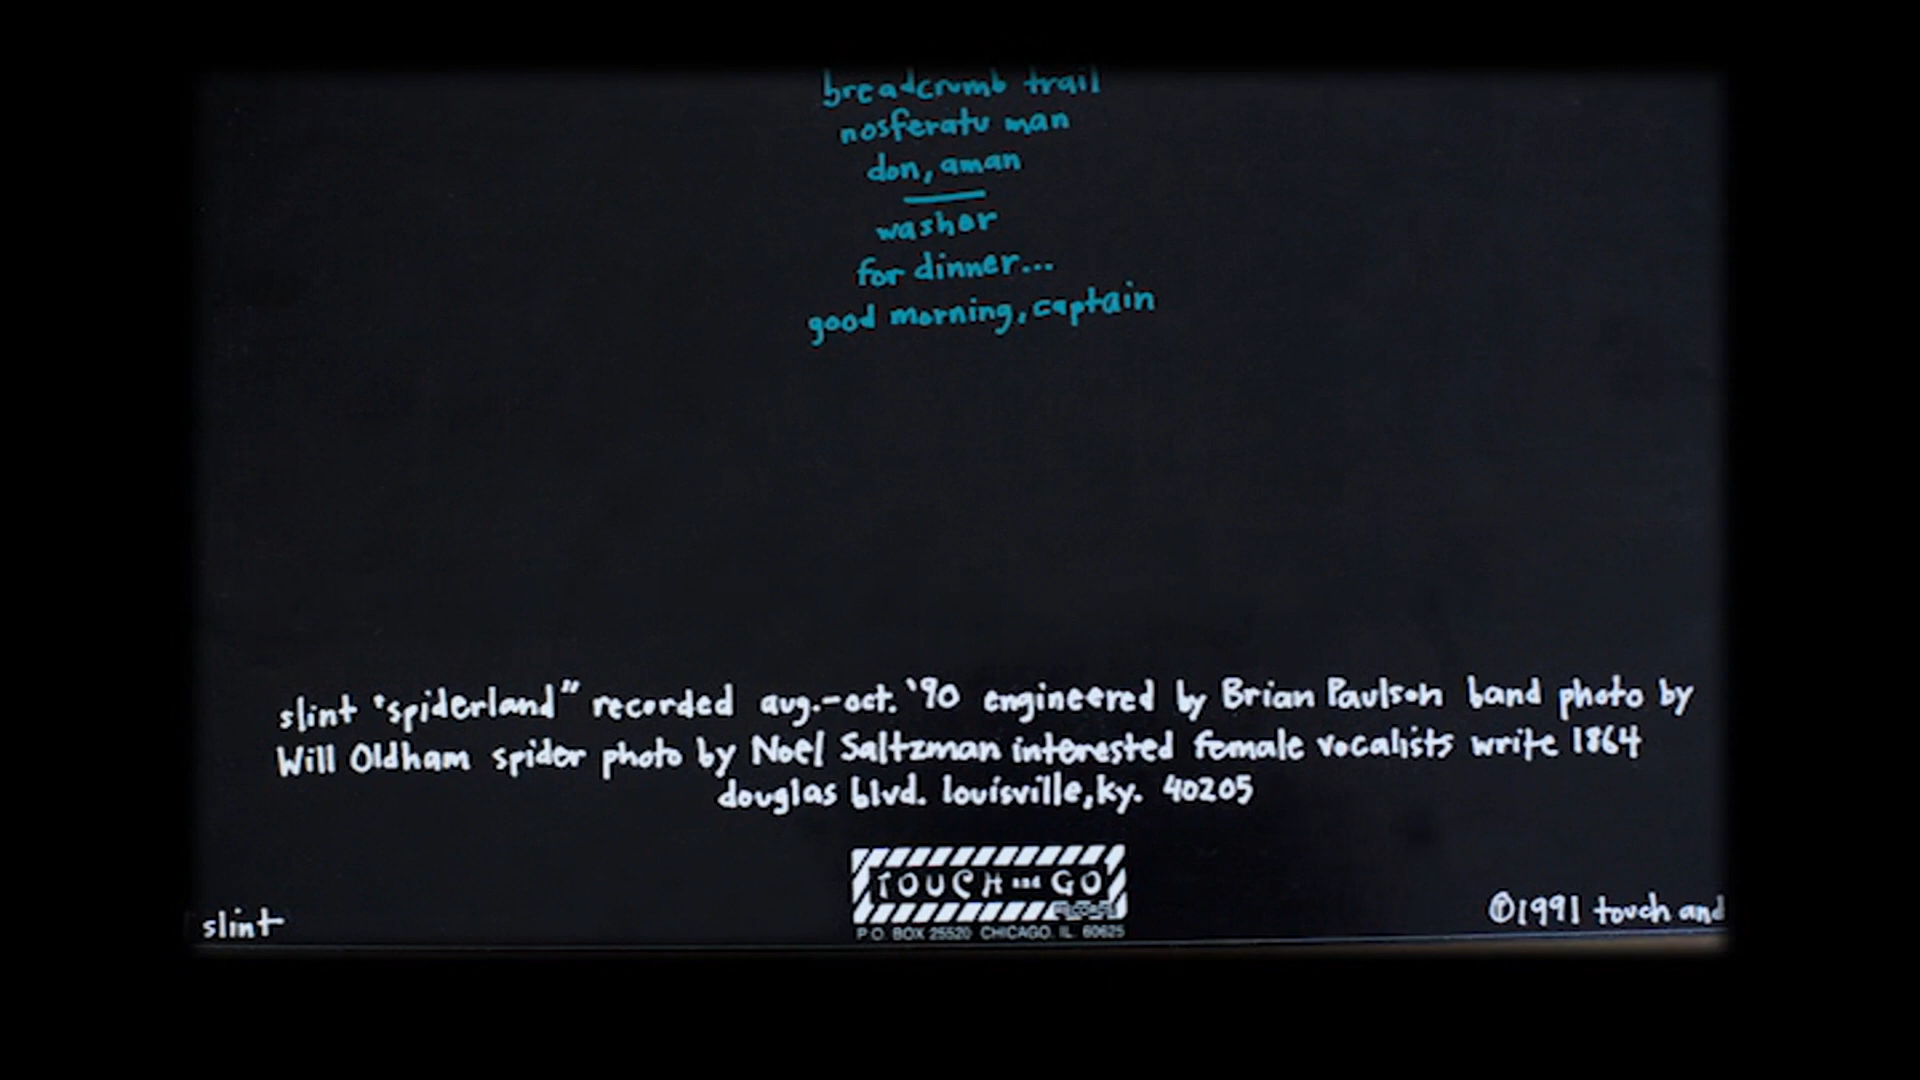 breadcrumb trail
nosferatu man
don, aman
washer
for dinner...
good morning, captain
slint "spiderland" recorded aug.-oct. '90 engineered by Brian Paulson band photo by
Will Oldham spider photo by Noel Saltzman interested female vocalists write 1864
douglas blvd. louisville, ky. 40205
TOUCH and GO
P.O. BOX 25520 CHICAGO, IL 60625
slint
℗1991 touch and